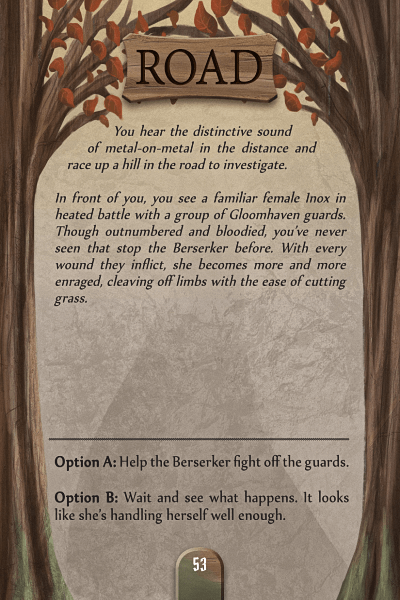 ROAD
You hear the distinctive sound
of metal-on-metal in the distance and
race up a hill in the road to investigate.
In front of you, you see a familiar female Inox in
heated battle with a group of Gloomhaven guards.
Though outnumbered and bloodied, you've never
seen that stop the Berserker before. With every
wound they inflict, she becomes more and more
enraged, cleaving off limbs with the ease of cutting
grass.
Option A: Help the Berserker fight off the guards.
Option B: Wait and see what happens. It looks
like she's handling herself well enough.
53